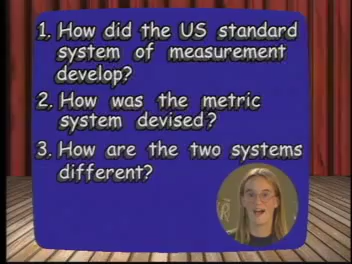 1. How did the US standard
system of measurement
develop?
2. How was the metric
system devised?
3. How are the two systems
different?